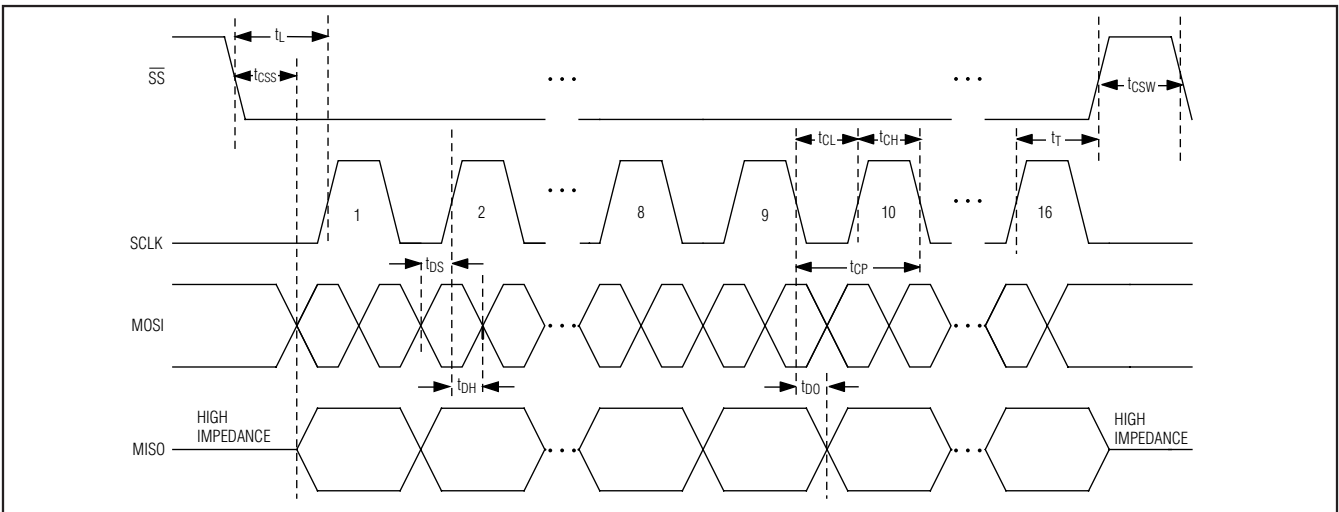 tL
SS
tCSS
• • •
• • •
tCSW
tCL
tCH
tT
1
2
• • •
8
9
10
• • •
16
SCLK
tDS
tCP
MOSI
• • •
• • •
tDH
tDO
HIGH
IMPEDANCE
HIGH
IMPEDANCE
MISO
• • •
• • •